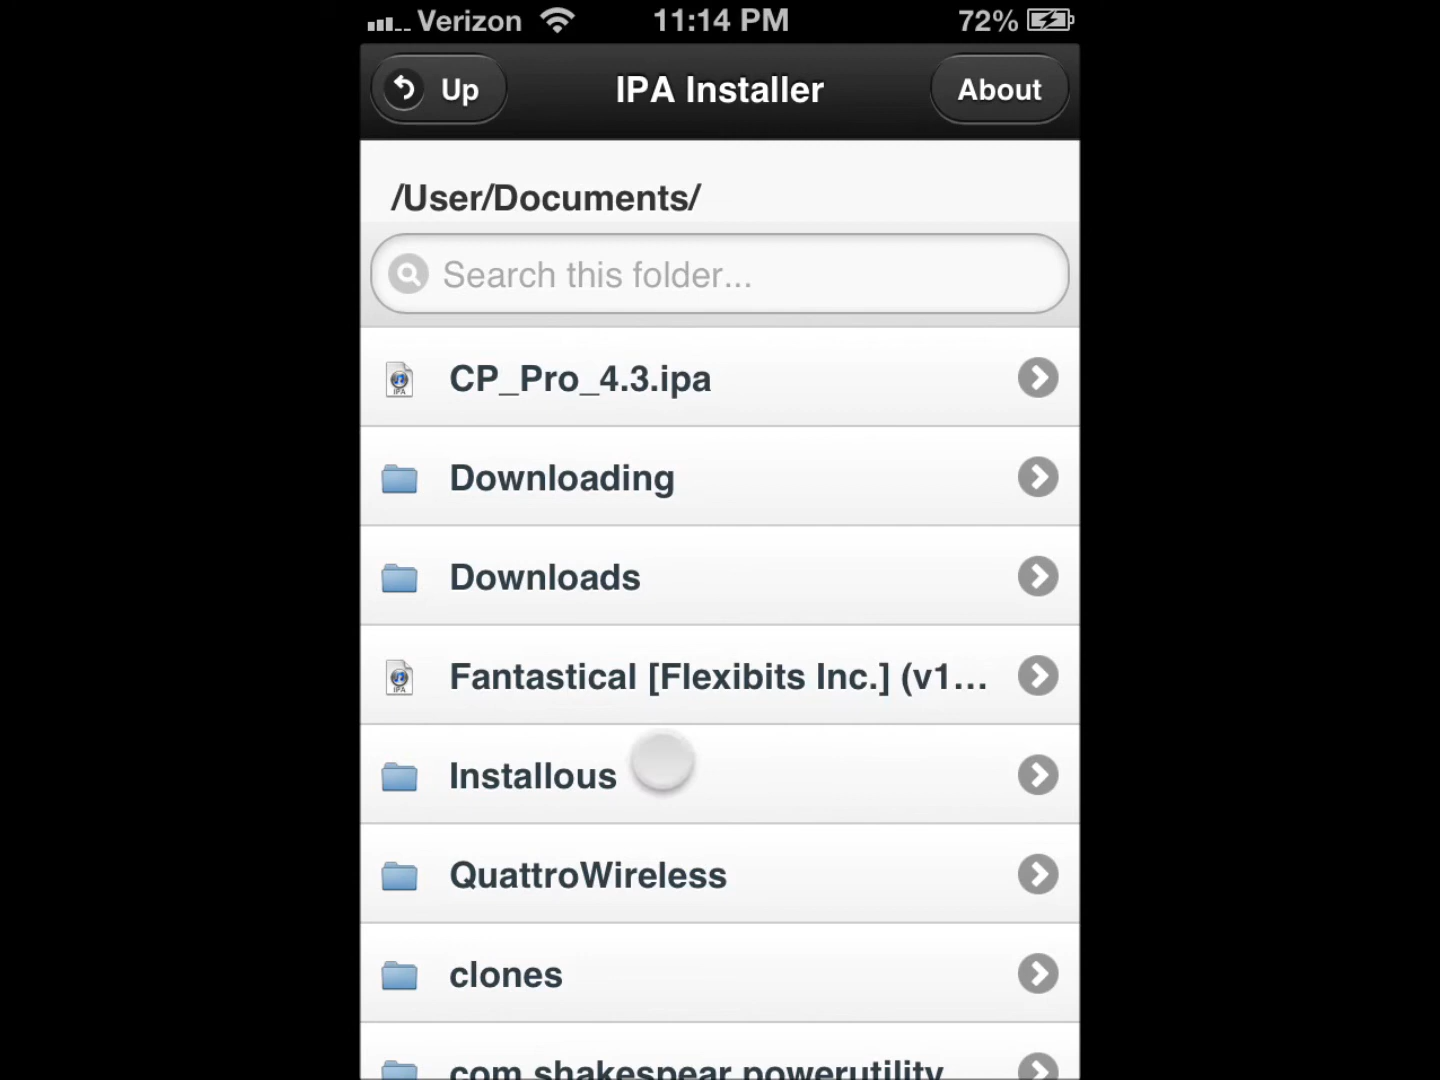 Verizon 11:14 PM 72%
Up IPA Installer About
/User/Documents/
Search this folder...
CP_Pro_4.3.ipa
Downloading
Downloads
Fantastical [Flexibits Inc.] (v1...
Installous
QuattroWireless
clones
com.shakespear.powerutility